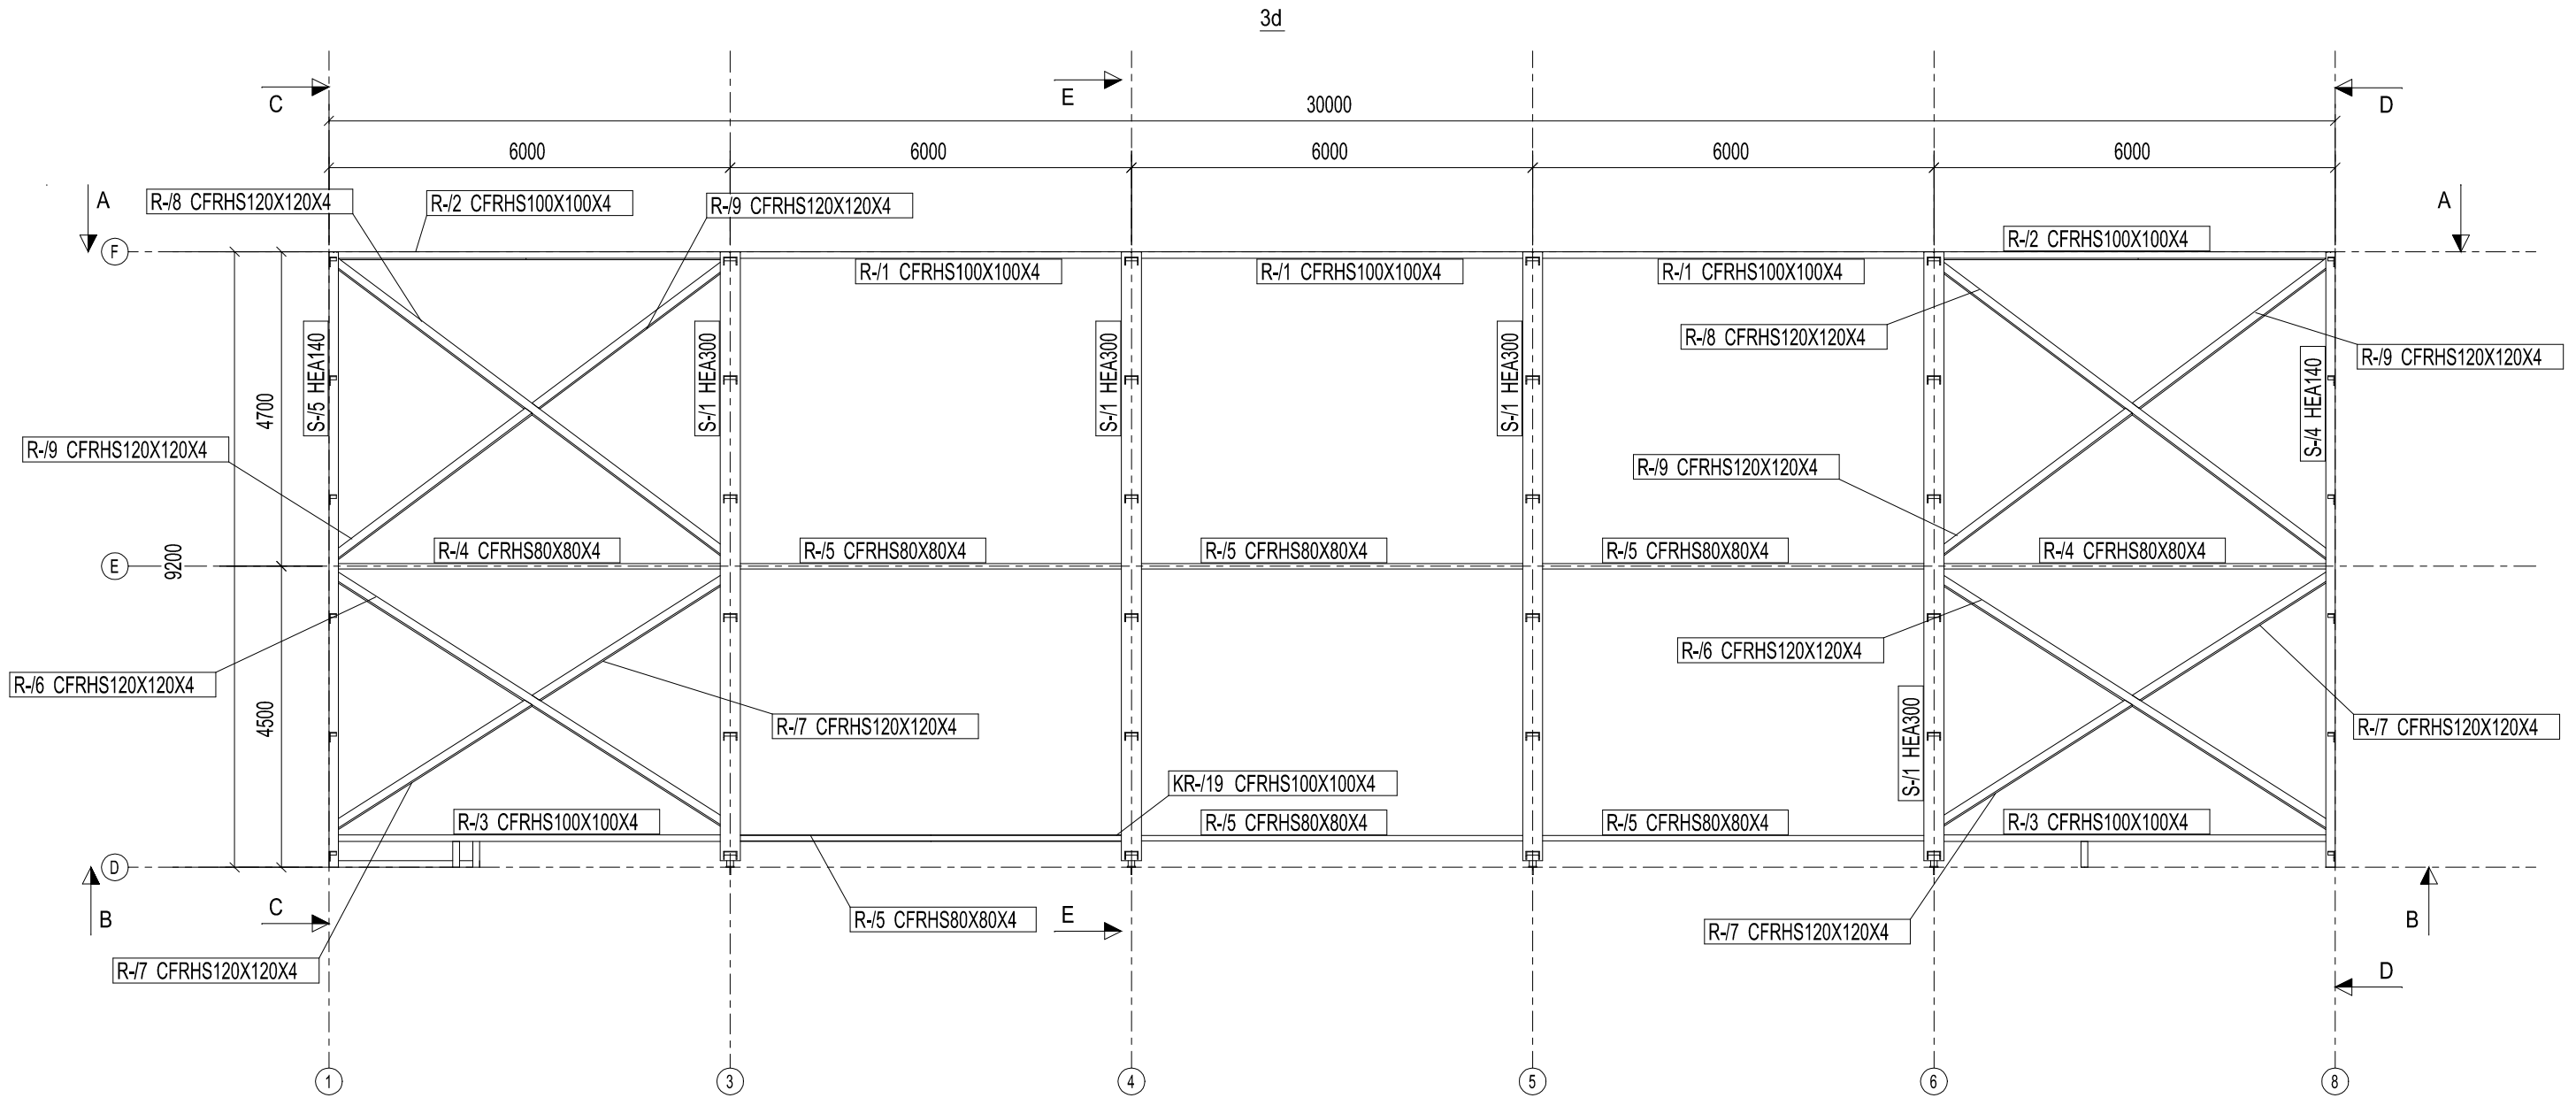 3d
C
E
D
30000
6000
6000
6000
6000
6000
A
R-/8 CFRHS120X120X4
R-/2 CFRHS100X100X4
R-/9 CFRHS120X120X4
A
R-/2 CFRHS100X100X4
F
R-/1 CFRHS100X100X4
R-/1 CFRHS100X100X4
R-/1 CFRHS100X100X4
S-/5 HEA140
S-/1 HEA300
S-/1 HEA300
S-/1 HEA300
R-/8 CFRHS120X120X4
R-/9 CFRHS120X120X4
S-/4 HEA140
4700
R-/9 CFRHS120X120X4
R-/9 CFRHS120X120X4
R-/4 CFRHS80X80X4
R-/5 CFRHS80X80X4
R-/5 CFRHS80X80X4
R-/5 CFRHS80X80X4
R-/4 CFRHS80X80X4
E
9200
R-/6 CFRHS120X120X4
R-/6 CFRHS120X120X4
4500
R-/7 CFRHS120X120X4
R-/7 CFRHS120X120X4
S-/1 HEA300
KR-/19 CFRHS100X100X4
R-/3 CFRHS100X100X4
R-/5 CFRHS80X80X4
R-/5 CFRHS80X80X4
R-/3 CFRHS100X100X4
D
B
C
R-/5 CFRHS80X80X4
E
R-/7 CFRHS120X120X4
B
R-/7 CFRHS120X120X4
D
1
3
4
5
6
8